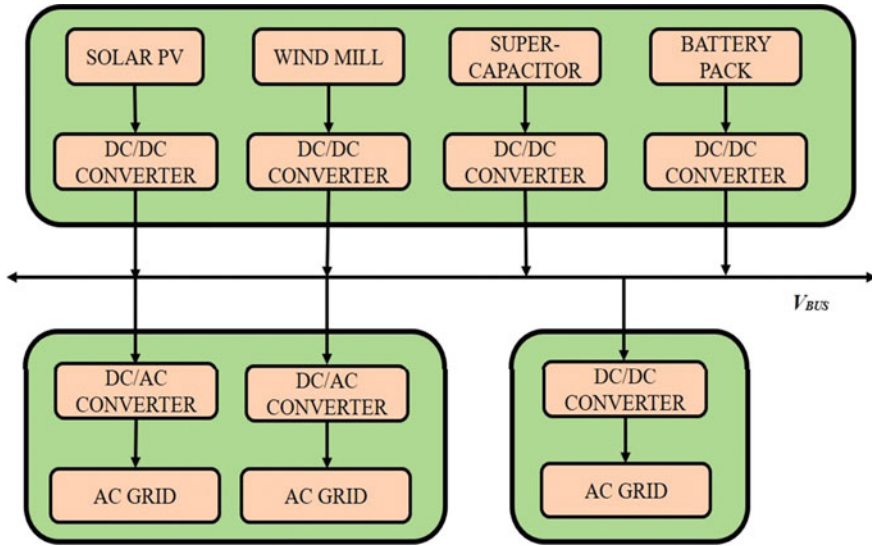 SOLAR PV
WIND MILL
SUPER-
CAPACITOR
BATTERY
PACK
DC/DC
CONVERTER
DC/DC
CONVERTER
DC/DC
CONVERTER
DC/DC
CONVERTER
VBUS
DC/AC
CONVERTER
DC/AC
CONVERTER
DC/DC
CONVERTER
AC GRID
AC GRID
AC GRID